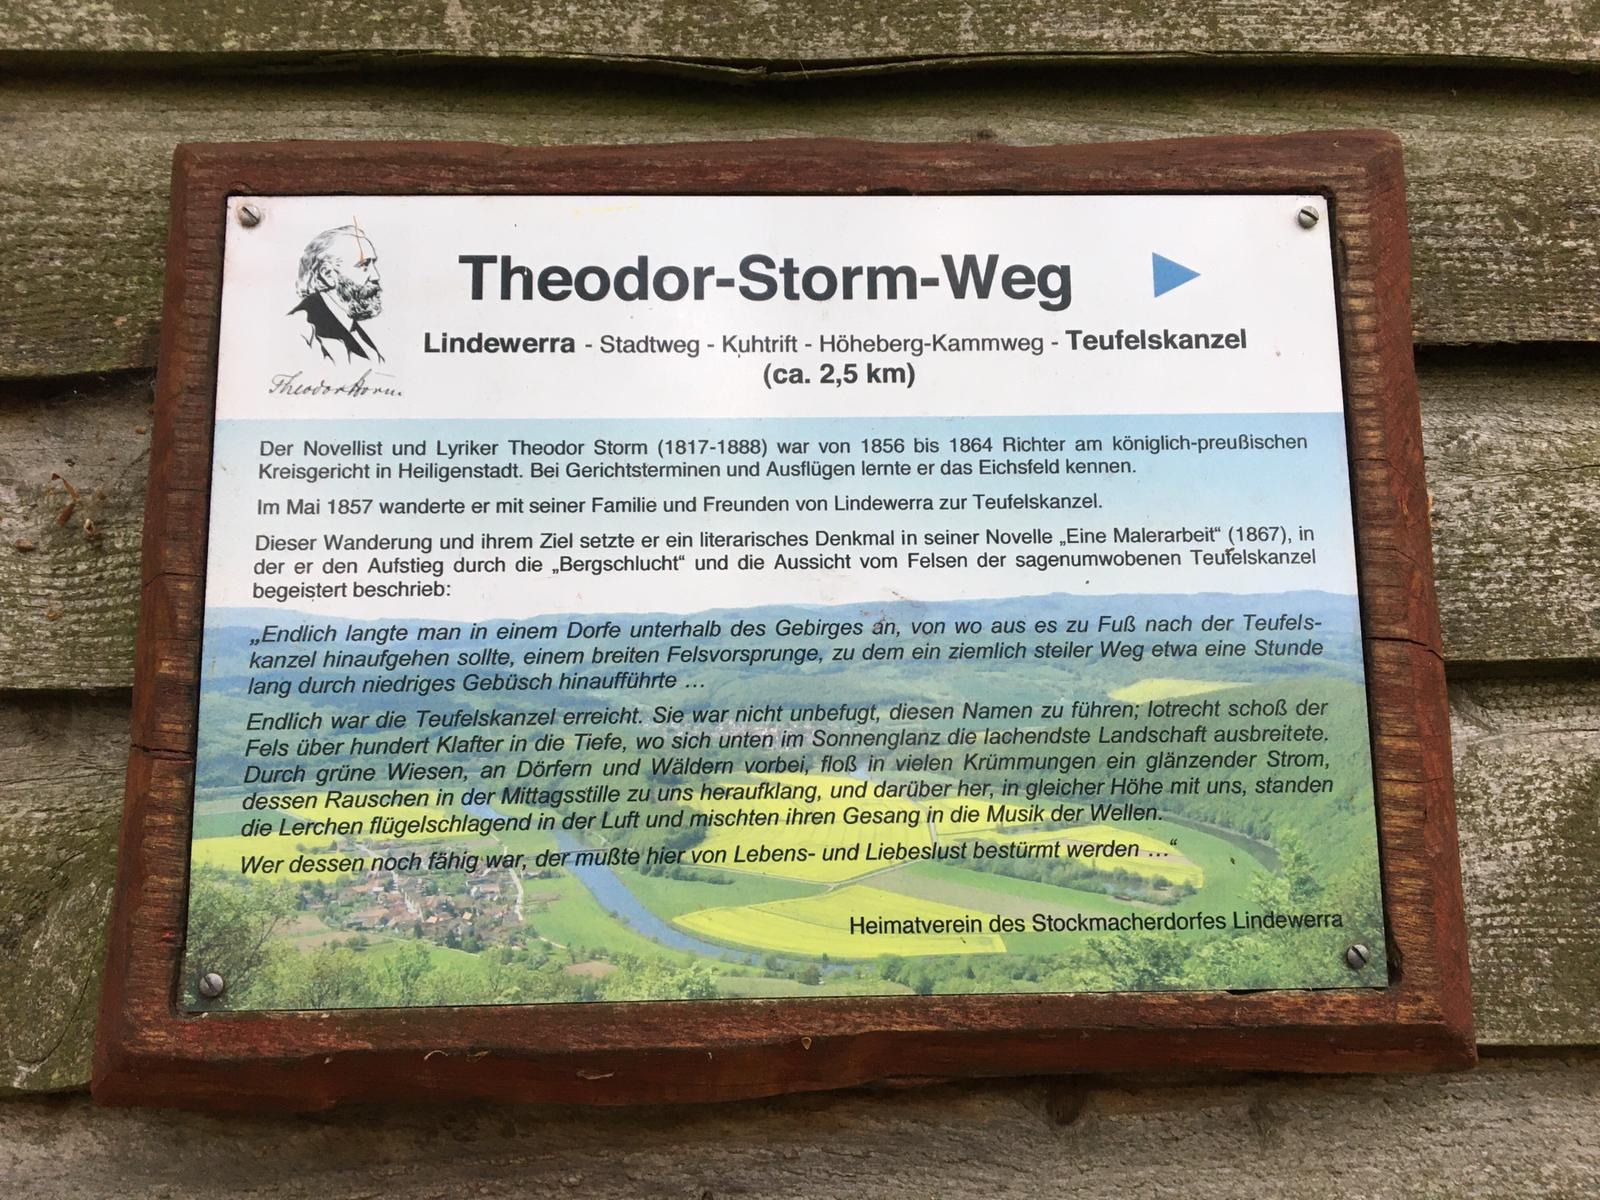 Theodor-Storm-Weg
Lindewerra - Stadtweg - Kuhtrift - Höheberg-Kammweg - Teufelskanzel
(ca. 2,5 km)
Theodor Storm.
Der Novellist und Lyriker Theodor Storm (1817-1888) war von 1856 bis 1864 Richter am königlich-preußischen
Kreisgericht in Heiligenstadt. Bei Gerichtsterminen und Ausflügen lernte er das Eichsfeld kennen.
Im Mai 1857 wanderte er mit seiner Familie und Freunden von Lindewerra zur Teufelskanzel.
Dieser Wanderung und ihrem Ziel setzte er ein literarisches Denkmal in seiner Novelle „Eine Malerarbeit“ (1867), in
der er den Aufstieg durch die „Bergschlucht“ und die Aussicht vom Felsen der sagenumwobenen Teufelskanzel
begeistert beschrieb:
„Endlich langte man in einem Dorfe unterhalb des Gebirges an, von wo aus es zu Fuß nach der Teufels-
kanzel hinaufgehen sollte, einem breiten Felsvorsprunge, zu dem ein ziemlich steiler Weg etwa eine Stunde
lang durch niedriges Gebüsch hinaufführte ...
Endlich war die Teufelskanzel erreicht. Sie war nicht unbefugt, diesen Namen zu führen; lotrecht schoß der
Fels über hundert Klafter in die Tiefe, wo sich unten im Sonnenglanz die lachendste Landschaft ausbreitete.
Durch grüne Wiesen, an Dörfern und Wäldern vorbei, floß in vielen Krümmungen ein glänzender Strom,
dessen Rauschen in der Mittagsstille zu uns heraufklang, und darüber her, in gleicher Höhe mit uns, standen
die Lerchen flügelschlagend in der Luft und mischten ihren Gesang in die Musik der Wellen.
Wer dessen noch fähig war, der mußte hier von Lebens- und Liebeslust bestürmt werden ...“
Heimatverein des Stockmacherdorfes Lindewerra